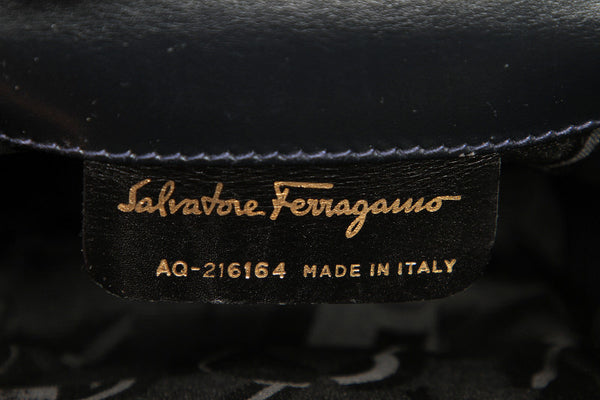 Salvatore Ferragamo
AQ-216164 MADE IN ITALY